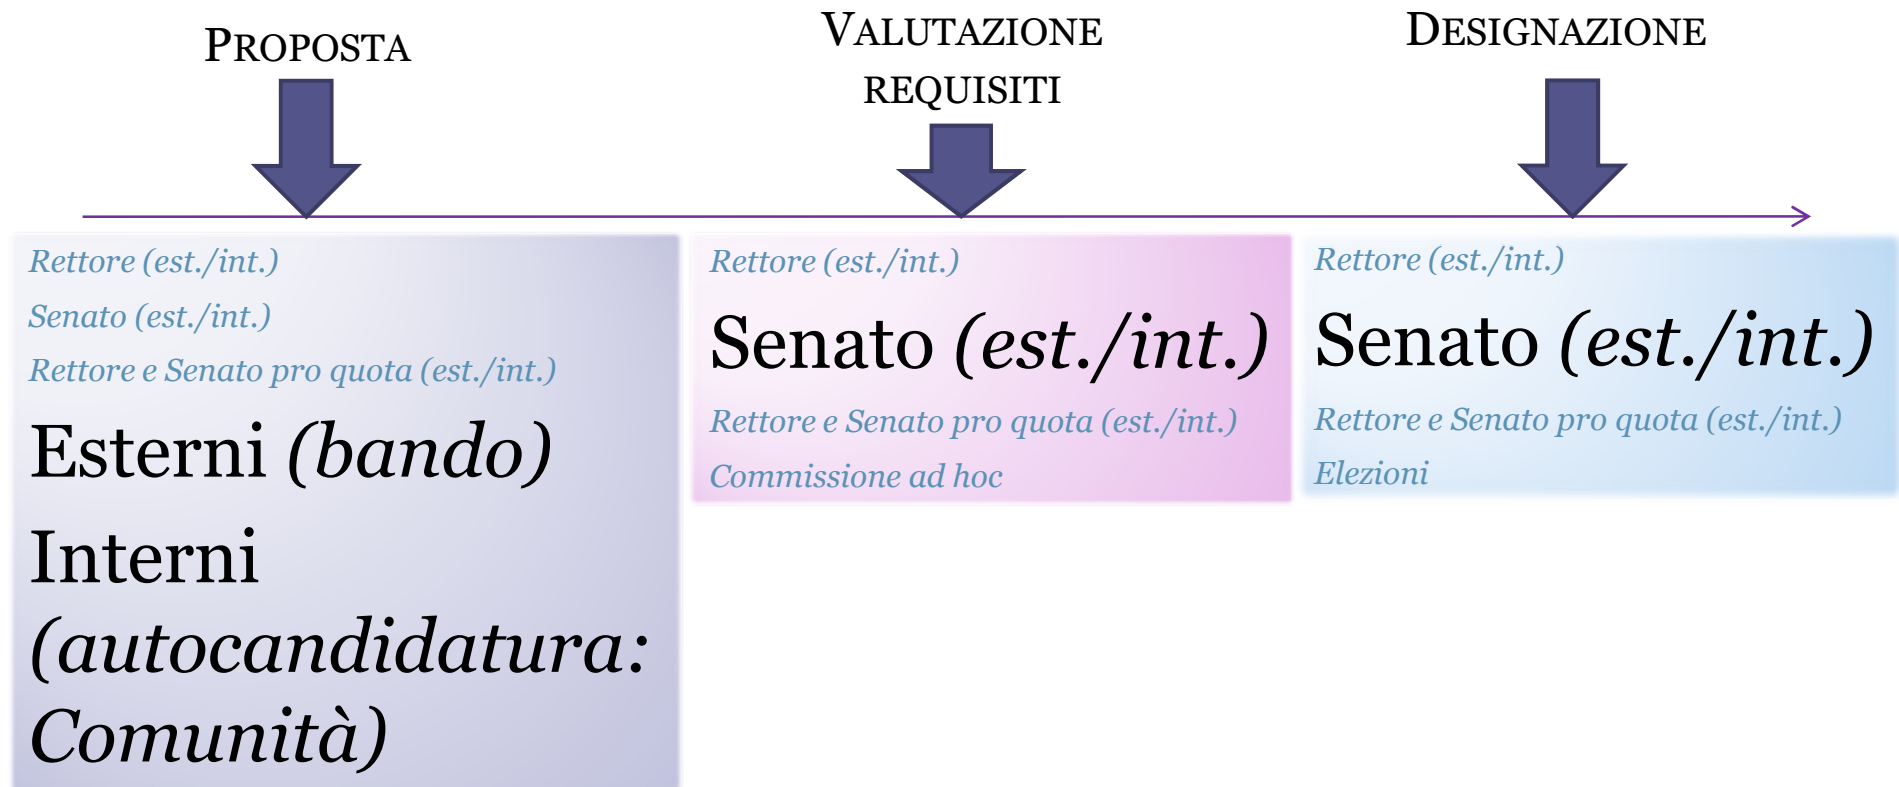 PROPOSTA
VALUTAZIONE
REQUISITI
DESIGNAZIONE
Rettore (est./int.)
Senato (est./int.)
Rettore e Senato pro quota (est./int.)
Esterni (bando)
Interni
(autocandidatura:
Comunità)
Rettore (est./int.)
Senato (est./int.)
Rettore e Senato pro quota (est./int.)
Commissione ad hoc
Rettore (est./int.)
Senato (est./int.)
Rettore e Senato pro quota (est./int.)
Elezioni